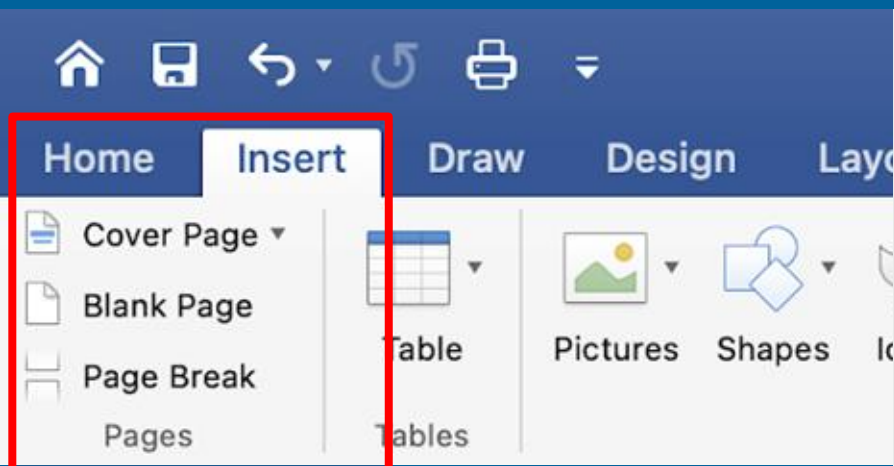 Home Insert Draw Design
Cover Page
Blank Page
Page Break
Table Pictures Shapes
Pages Tables